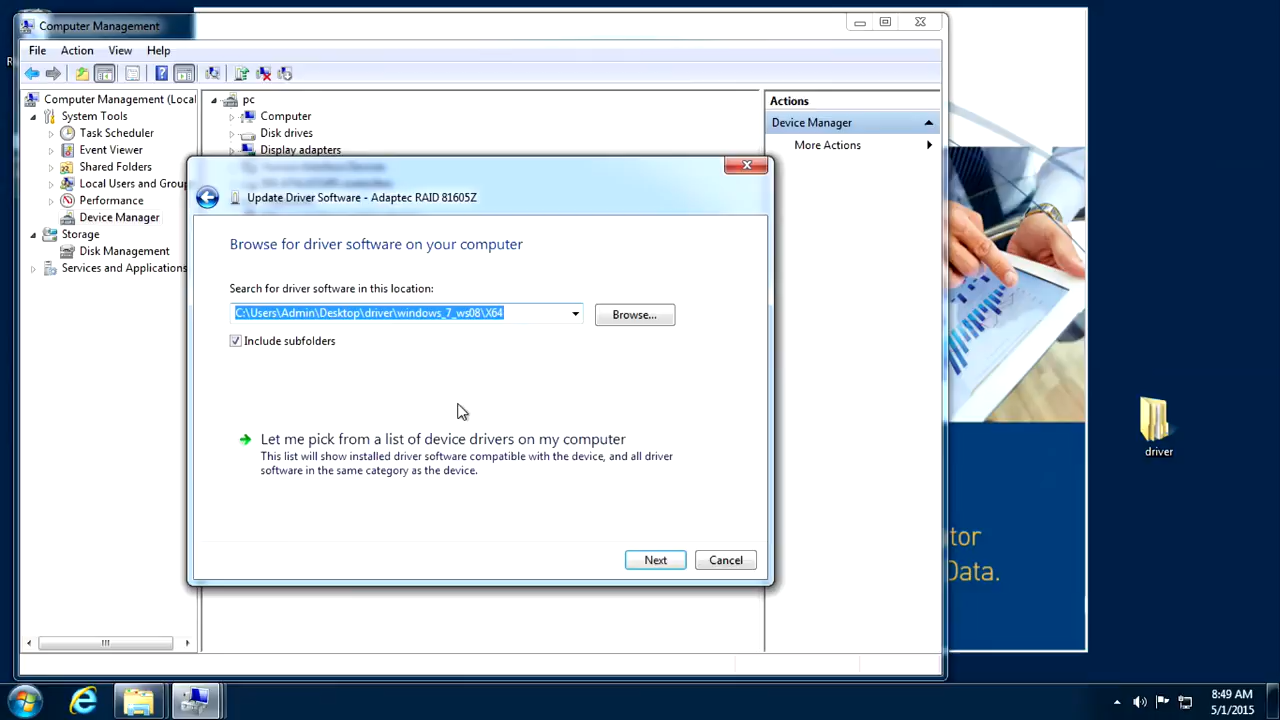 Computer Management
File Action View Help
Computer Management (Local
System Tools
Task Scheduler
Event Viewer
Shared Folders
Local Users and Group
Performance
Device Manager
Storage
Disk Management
Services and Applications
pc
Computer
Disk drives
Display adapters
Actions
Device Manager
More Actions
Update Driver Software - Adaptec RAID 81605Z
Browse for driver software on your computer
Search for driver software in this location:
C:\Users\Admin\Desktop\driver\windows_7_ws08\X64
Browse...
Include subfolders
Let me pick from a list of device drivers on my computer
This list will show installed driver software compatible with the device, and all driver
software in the same category as the device.
Next Cancel
driver
tor
Data.
8:49 AM
5/1/2015